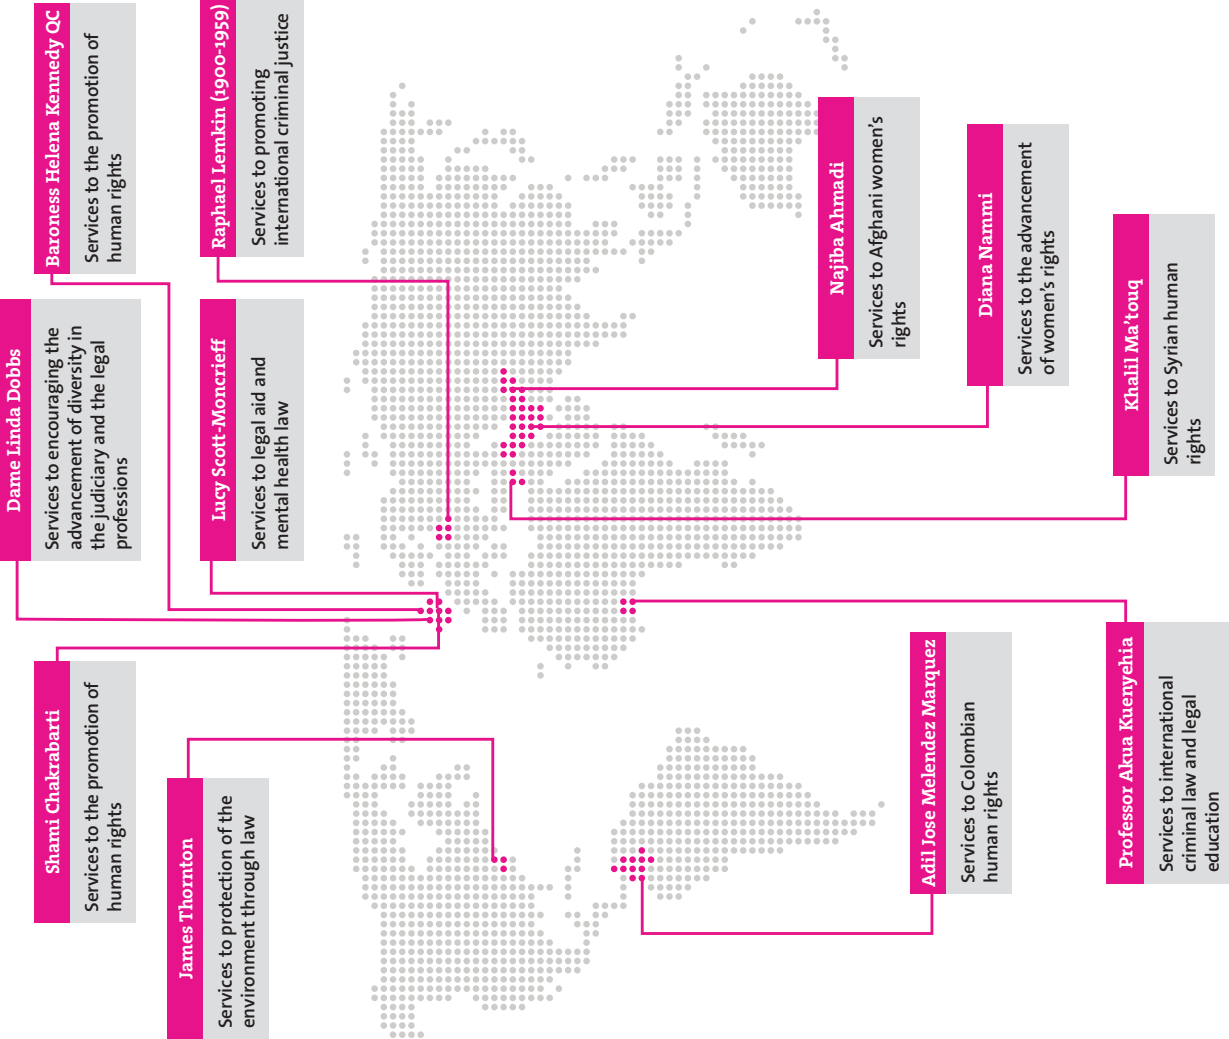 Shami Chakrabarti
Services to the promotion of
human rights
Dame Linda Dobbs
Services to encouraging the
advancement of diversity in
the judiciary and the legal
professions
Baroness Helena Kennedy QC
Services to the promotion of
human rights
James Thornton
Services to protection of the
environment through law
Lucy Scott-Moncrieff
Services to legal aid and
mental health law
Raphael Lemkin (1900-1959)
Services to promoting
international criminal justice
Najiba Ahmadi
Services to Afghani women's
rights
Adil Jose Melendez Marquez
Services to Colombian
human rights
Diana Nammi
Services to the advancement
of women's rights
Professor Akua Kuenyehia
Services to international
criminal law and legal
education
Khalil Ma'touq
Services to Syrian human
rights